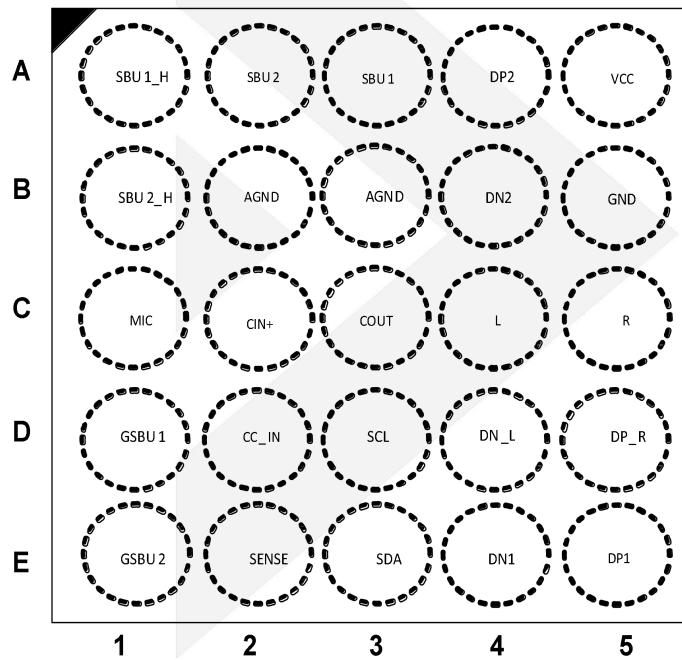 A SBU1_H SBU2 SBU1 DP2 VCC
B SBU2_H AGND AGND DN2 GND
C MIC CIN+ COUT L R
D GSBU1 CC_IN SCL DN_L DP_R
E GSBU2 SENSE SDA DN1 DP1
1 2 3 4 5